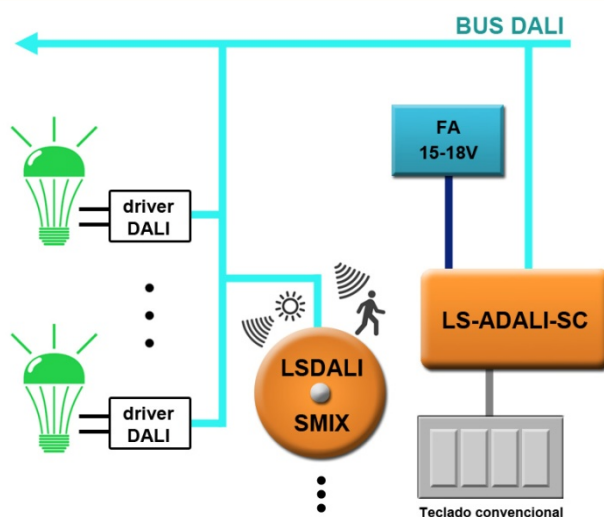 BUS DALI
FA
15-18V
driver
DALI
LS-ADALI-SC
LSDALI
SMIX
driver
DALI
Teclado convencional